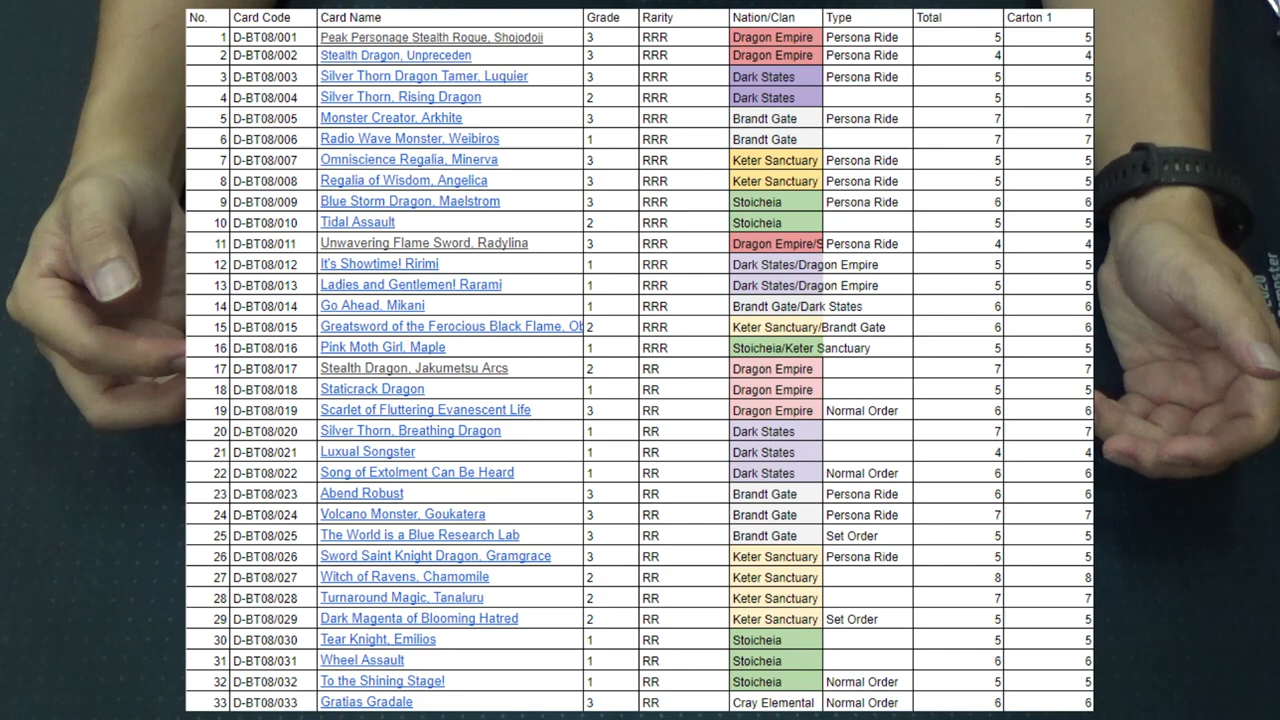 No. Card Code Card Name Grade Rarity Nation/Clan Type Total Carton 1
1 D-BT08/001 Peak Personage Stealth Rogue, Shojodoji 3 RRR Dragon Empire Persona Ride 5 5
2 D-BT08/002 Stealth Dragon, Unpreceden 3 RRR Dragon Empire Persona Ride 4 4
3 D-BT08/003 Silver Thorn Dragon Tamer, Luquier 3 RRR Dark States Persona Ride 5 5
4 D-BT08/004 Silver Thorn, Rising Dragon 2 RRR Dark States 5 5
5 D-BT08/005 Monster Creator, Arkhite 3 RRR Brandt Gate Persona Ride 7 7
6 D-BT08/006 Radio Wave Monster, Weibiros 1 RRR Brandt Gate 7 7
7 D-BT08/007 Omniscience Regalia, Minerva 3 RRR Keter Sanctuary Persona Ride 5 5
8 D-BT08/008 Regalia of Wisdom, Angelica 3 RRR Keter Sanctuary Persona Ride 5 5
9 D-BT08/009 Blue Storm Dragon, Maelstrom 3 RRR Stoicheia Persona Ride 6 6
10 D-BT08/010 Tidal Assault 2 RRR Stoicheia 5 5
11 D-BT08/011 Unwavering Flame Sword, Radylina 3 RRR Dragon Empire/S Persona Ride 4 4
12 D-BT08/012 It's Showtime! Ririmi 1 RRR Dark States/Dragon Empire 5 5
13 D-BT08/013 Ladies and Gentlemen! Rarami 1 RRR Dark States/Dragon Empire 5 5
14 D-BT08/014 Go Ahead, Mikani 1 RRR Brandt Gate/Dark States 6 6
15 D-BT08/015 Greatsword of the Ferocious Black Flame, Ob 2 RRR Keter Sanctuary/Brandt Gate 6 6
16 D-BT08/016 Pink Moth Girl, Maple 1 RRR Stoicheia/Keter Sanctuary 5 5
17 D-BT08/017 Stealth Dragon, Jakumetsu Arcs 2 RR Dragon Empire 7 7
18 D-BT08/018 Staticrack Dragon 1 RR Dragon Empire 5 5
19 D-BT08/019 Scarlet of Fluttering Evanescent Life 3 RR Dragon Empire Normal Order 6 6
20 D-BT08/020 Silver Thorn, Breathing Dragon 1 RR Dark States 7 7
21 D-BT08/021 Luxual Songster 1 RR Dark States 4 4
22 D-BT08/022 Song of Extolment Can Be Heard 1 RR Dark States Normal Order 6 6
23 D-BT08/023 Abend Robust 3 RR Brandt Gate Persona Ride 6 6
24 D-BT08/024 Volcano Monster, Goukatera 3 RR Brandt Gate Persona Ride 7 7
25 D-BT08/025 The World is a Blue Research Lab 3 RR Brandt Gate Set Order 5 5
26 D-BT08/026 Sword Saint Knight Dragon, Gramgrace 3 RR Keter Sanctuary Persona Ride 5 5
27 D-BT08/027 Witch of Ravens, Chamomile 2 RR Keter Sanctuary 8 8
28 D-BT08/028 Turnaround Magic, Tanaluru 2 RR Keter Sanctuary 7 7
29 D-BT08/029 Dark Magenta of Blooming Hatred 2 RR Keter Sanctuary Set Order 5 5
30 D-BT08/030 Tear Knight, Emilios 1 RR Stoicheia 5 5
31 D-BT08/031 Wheel Assault 1 RR Stoicheia 6 6
32 D-BT08/032 To the Shining Stage! 1 RR Stoicheia Normal Order 5 5
33 D-BT08/033 Gratias Gradale 3 RR Cray Elemental Normal Order 6 6